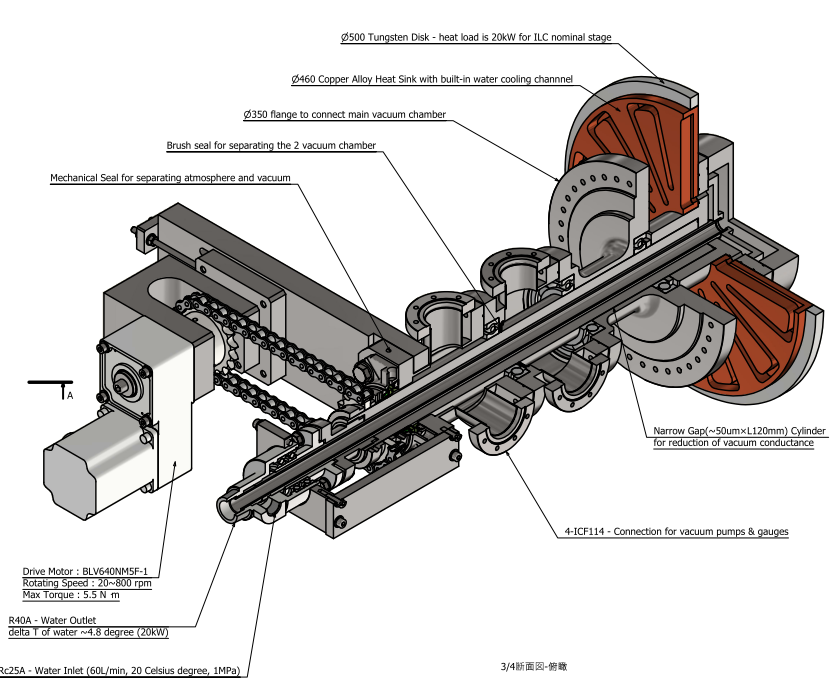 Ø500 Tungsten Disk - heat load is 20kW for ILC nominal stage
Ø460 Copper Alloy Heat Sink with built-in water cooling channnel
Ø350 flange to connect main vacuum chamber
Brush seal for separating the 2 vacuum chamber
Mechanical Seal for separating atmosphere and vacuum
A
Narrow Gap(~50um×L120mm) Cylinder
for reduction of vacuum conductance
4-ICF114 - Connection for vacuum pumps & gauges
Drive Motor : BLV640NM5F-1
Rotating Speed : 20~800 rpm
Max Torque : 5.5 N·m
R40A - Water Outlet
delta T of water ~4.8 degree (20kW)
Rc25A - Water Inlet (60L/min, 20 Celsius degree, 1MPa)
3/4断面図-俯瞰